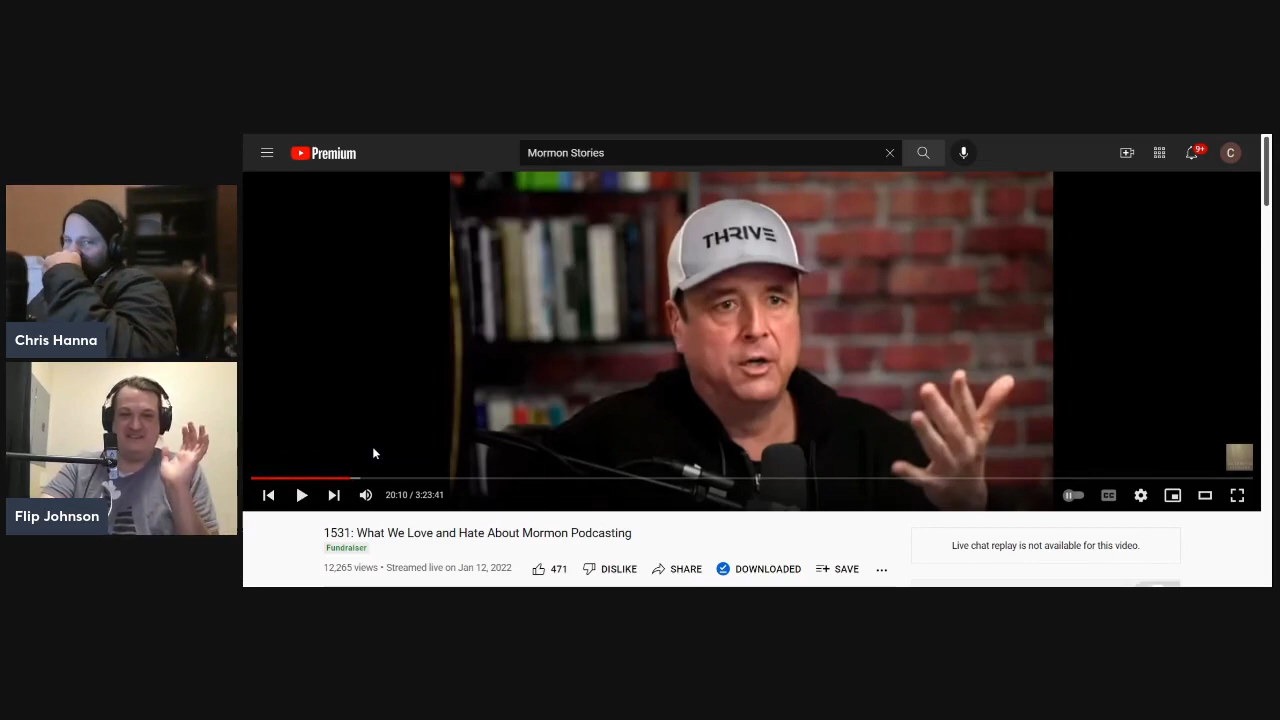 Premium
Mormon Stories
9+
C
THRIVE
Chris Hanna
Flip Johnson
20:10 / 3:23:41
CC
1531: What We Love and Hate About Mormon Podcasting
Fundraiser
12,265 views • Streamed live on Jan 12, 2022
471
DISLIKE
SHARE
DOWNLOADED
SAVE
Live chat replay is not available for this video.